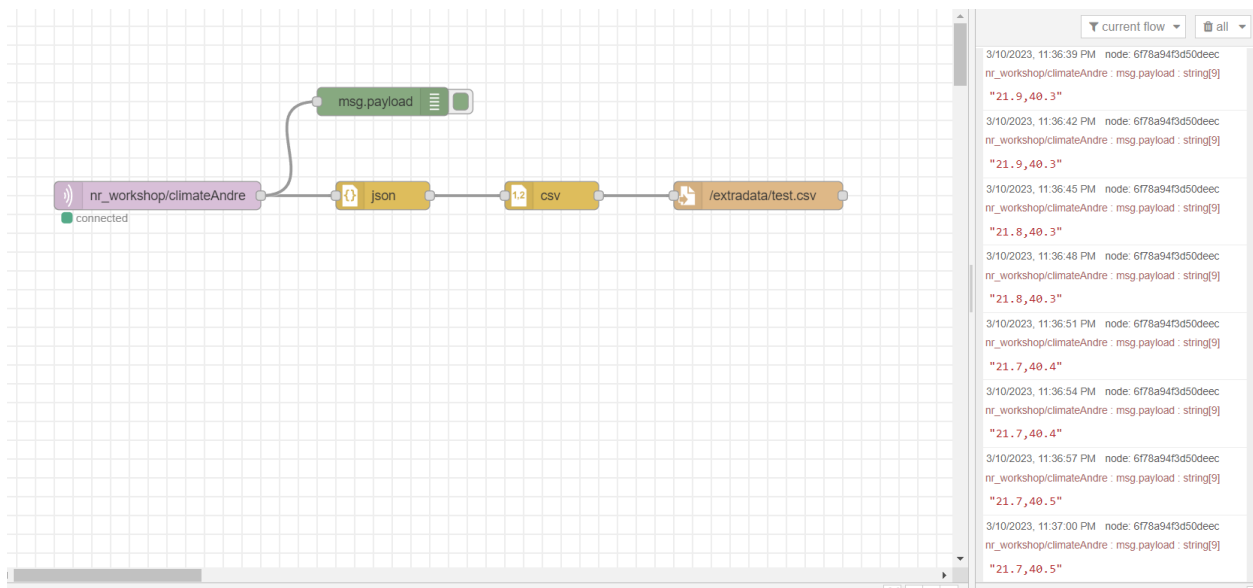 current flow
all
msg.payload
nr_workshop/climateAndre
connected
{}
json
1,2
csv
/extradata/test.csv
3/10/2023, 11:36:39 PM node: 6f78a94f3d50deec
nr_workshop/climateAndre : msg.payload : string[9]
"21.9,40.3"
3/10/2023, 11:36:42 PM node: 6f78a94f3d50deec
nr_workshop/climateAndre : msg.payload : string[9]
"21.9,40.3"
3/10/2023, 11:36:45 PM node: 6f78a94f3d50deec
nr_workshop/climateAndre : msg.payload : string[9]
"21.8,40.3"
3/10/2023, 11:36:48 PM node: 6f78a94f3d50deec
nr_workshop/climateAndre : msg.payload : string[9]
"21.8,40.3"
3/10/2023, 11:36:51 PM node: 6f78a94f3d50deec
nr_workshop/climateAndre : msg.payload : string[9]
"21.7,40.4"
3/10/2023, 11:36:54 PM node: 6f78a94f3d50deec
nr_workshop/climateAndre : msg.payload : string[9]
"21.7,40.4"
3/10/2023, 11:36:57 PM node: 6f78a94f3d50deec
nr_workshop/climateAndre : msg.payload : string[9]
"21.7,40.5"
3/10/2023, 11:37:00 PM node: 6f78a94f3d50deec
nr_workshop/climateAndre : msg.payload : string[9]
"21.7,40.5"